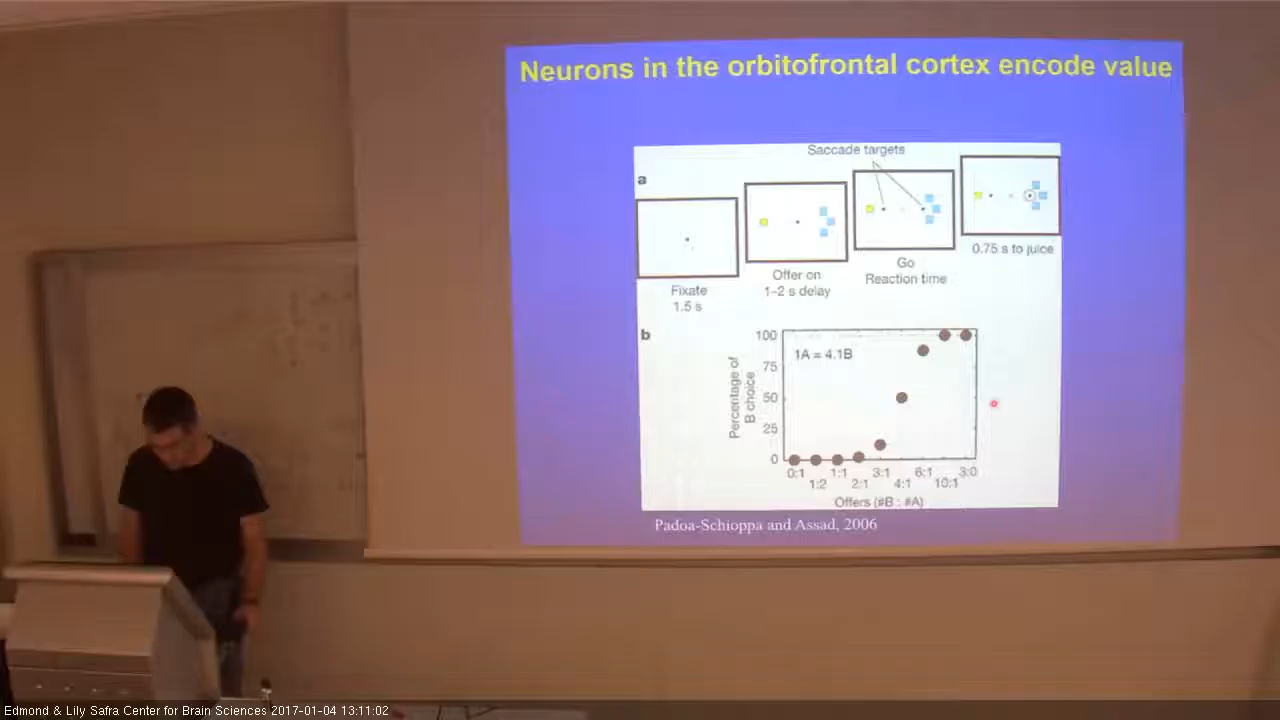 Neurons in the orbitofrontal cortex encode value
Saccade targets
a
Fixate
1.5 s
Offer on
1–2 s delay
Go
Reaction time
0.75 s to juice
b
Percentage of
B choice
100
75
50
25
0
1A = 4.1B
0:1
1:2
1:1
2:1
3:1
4:1
6:1
10:1
3:0
Offers (#B : #A)
Padoa-Schioppa and Assad, 2006
Edmond & Lily Safra Center for Brain Sciences 2017-01-04 13:11:02